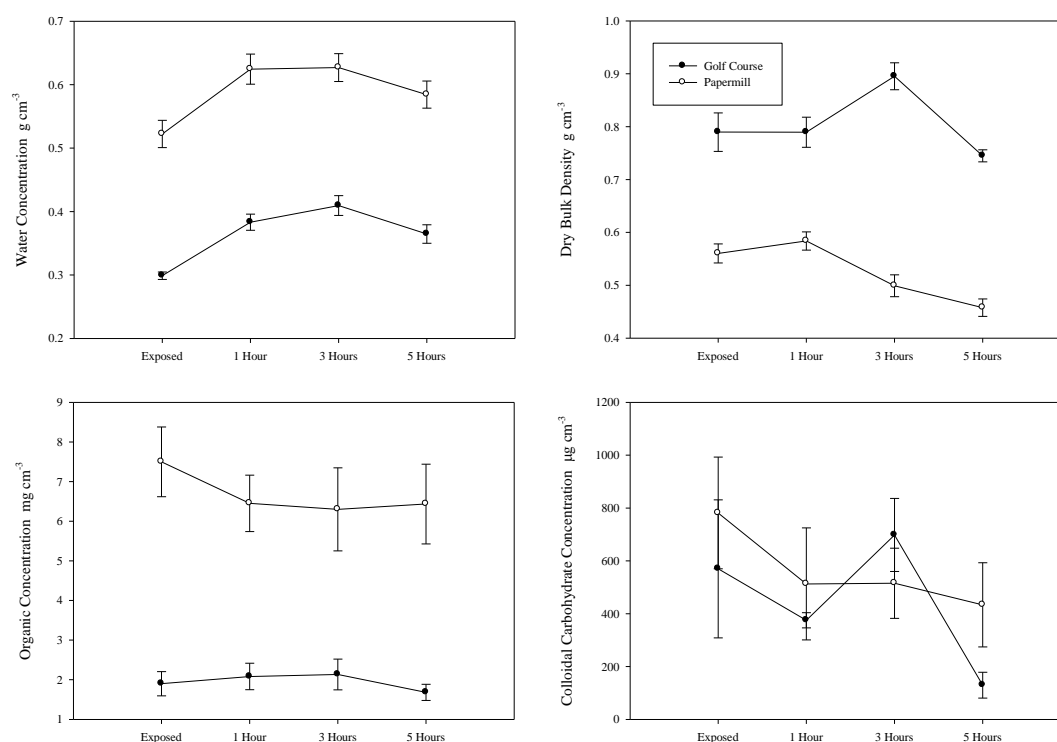 Water Concentration g cm-3
0.7
0.6
0.5
0.4
0.3
0.2
Exposed 1 Hour 3 Hours 5 Hours
Dry Bulk Density g cm-3
1.0
0.9
0.8
0.7
0.6
0.5
0.4
Golf Course
Papermill
Exposed 1 Hour 3 Hours 5 Hours
Organic Concentration mg cm-3
9
8
7
6
5
4
3
2
1
Exposed 1 Hour 3 Hours 5 Hours
Colloidal Carbohydrate Concentration µg cm-3
1200
1000
800
600
400
200
0
Exposed 1 Hour 3 Hours 5 Hours